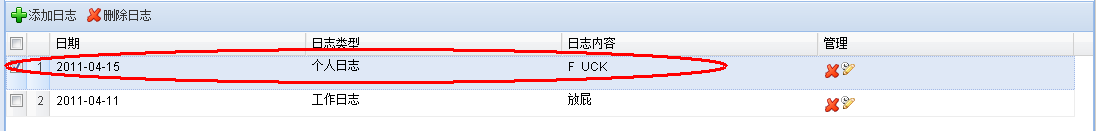 添加日志 删除日志
日期 日志类型 日志内容 管理
1 2011-04-15 个人日志 F UCK
2 2011-04-11 工作日志 放屁